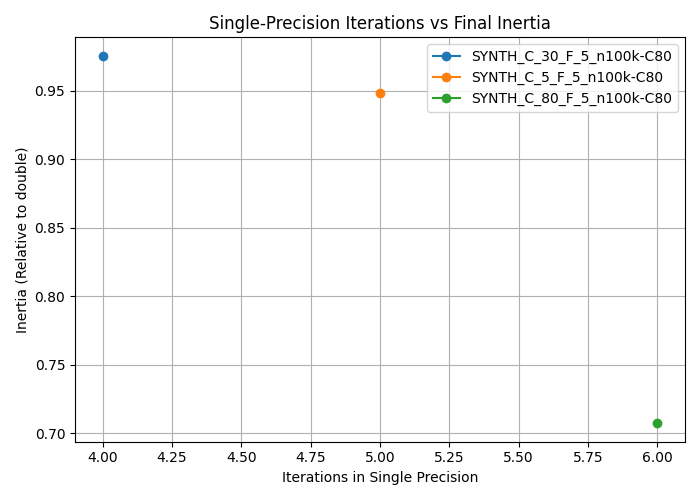 Single-Precision Iterations vs Final Inertia
SYNTH_C_30_F_5_n100k-C80
SYNTH_C_5_F_5_n100k-C80
SYNTH_C_80_F_5_n100k-C80
Inertia (Relative to double)
0.95
0.90
0.85
0.80
0.75
0.70
4.00 4.25 4.50 4.75 5.00 5.25 5.50 5.75 6.00
Iterations in Single Precision